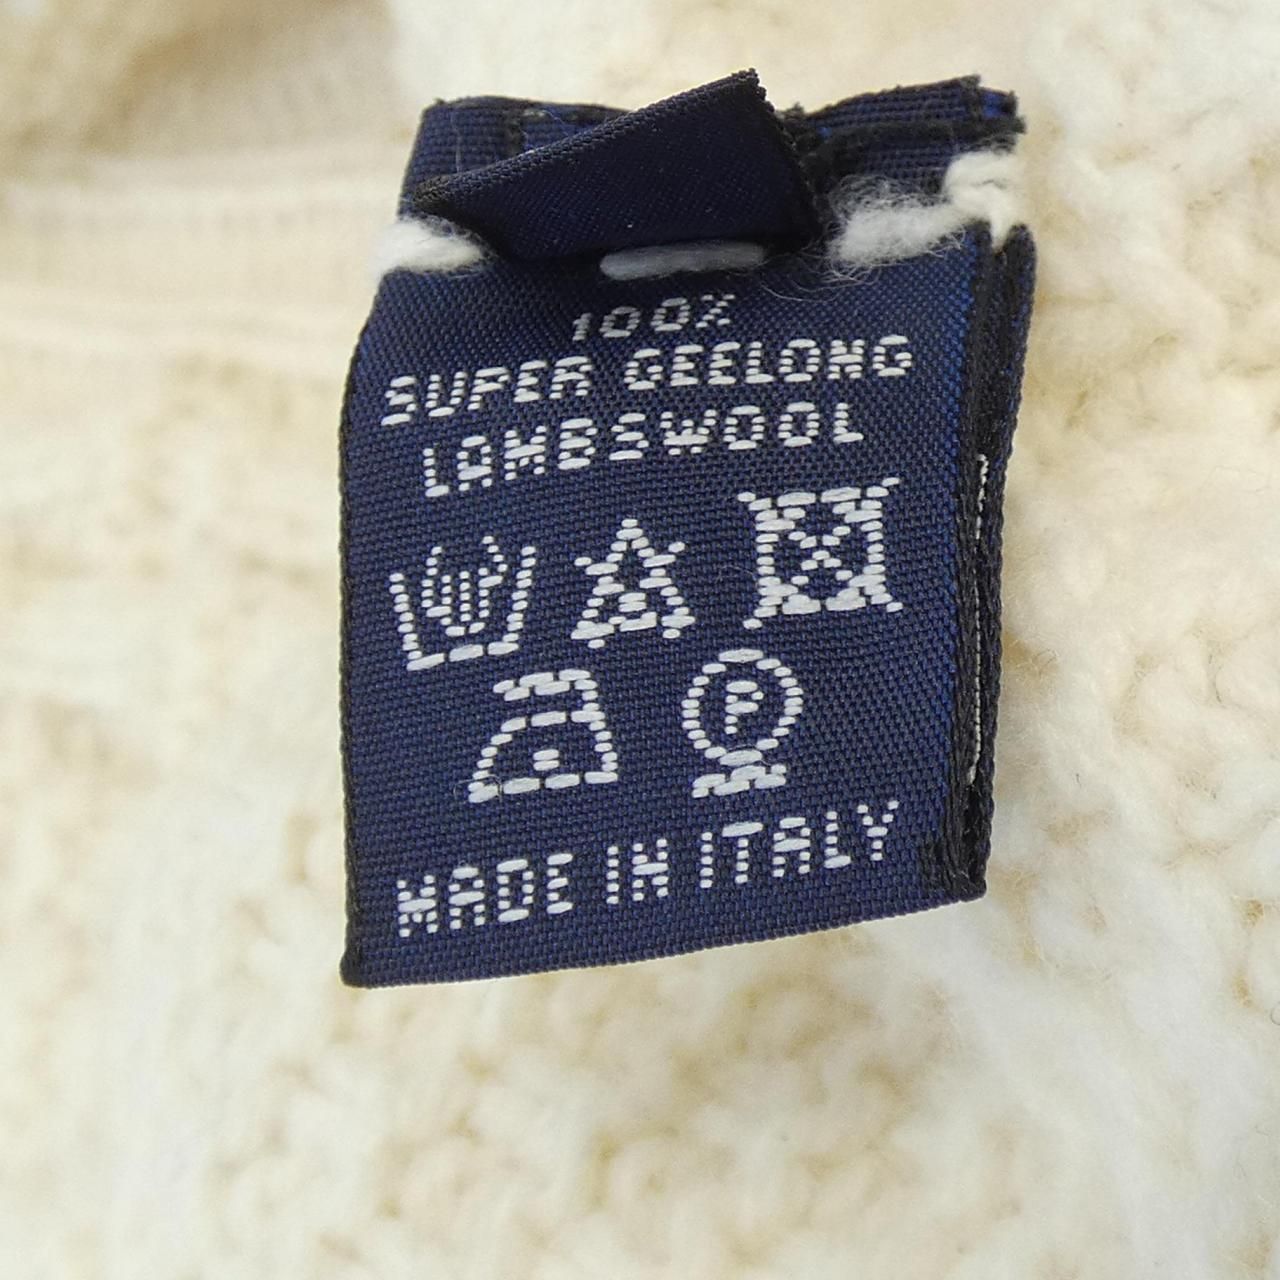 100%
SUPER GEELONG
LAMBSWOOL
P
MADE IN ITALY